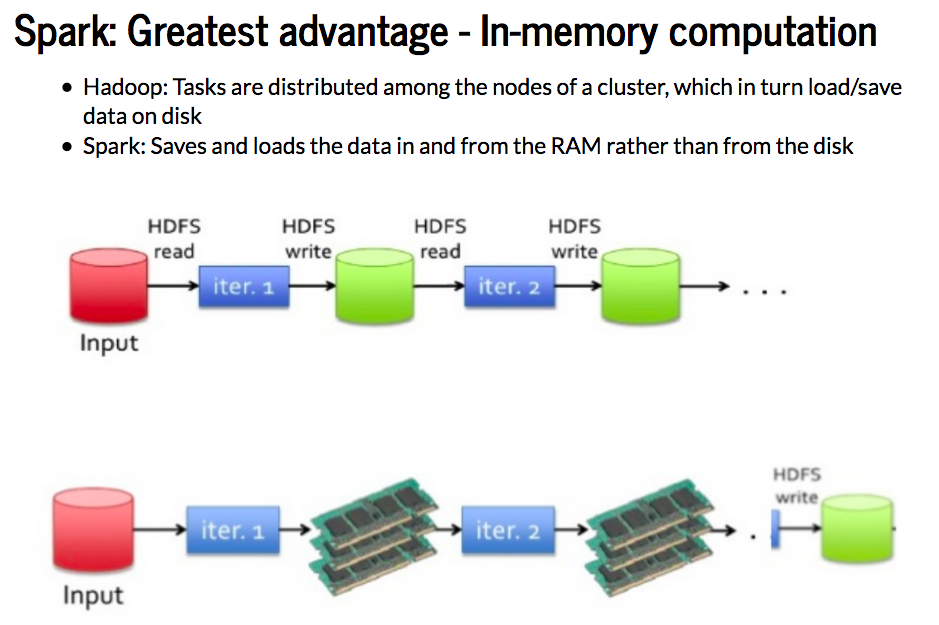 Spark: Greatest advantage - In-memory computation
• Hadoop: Tasks are distributed among the nodes of a cluster, which in turn load/save
data on disk
• Spark: Saves and loads the data in and from the RAM rather than from the disk
HDFS HDFS HDFS HDFS
read write read write
iter. 1 iter. 2 . . .
Input
HDFS
write
iter. 1 iter. 2 .
Input